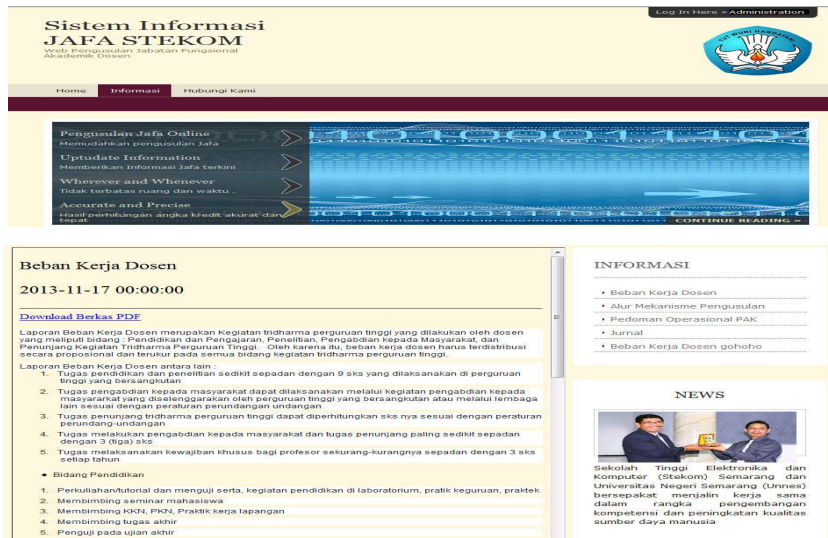 Log In Here » Administration
Sistem Informasi
JAFA STEKOM
Web Pengusulan Jabatan Fungsional
Akademik Dosen
TUT WURI HANDAYANI
Home Informasi Hubungi Kami
Pengusulan Jafa Online
Memudahkan pengusulan Jafa
Uptudate Information
Memberikan Informasi Jafa terkini
Wherever and Whenever
Tidak terbatas ruang dan waktu .
Accurate and Precise
Hasil perhitungan angka kredit akurat dan
tepat
CONTINUE READING »
Beban Kerja Dosen
2013-11-17 00:00:00
Download Berkas PDF
Laporan Beban Kerja Dosen merupakan Kegiatan tridharma perguruan tinggi yang dilakukan oleh dosen
yang meliputi bidang : Pendidikan dan Pengajaran, Penelitian, Pengabdian kepada Masyarakat, dan
Penunjang Kegiatan Tridharma Perguruan Tinggi. Oleh karena itu, beban kerja dosen harus terdistribusi
secara proposional dan terukur pada semua bidang kegiatan tridharma perguruan tinggi.
Laporan Beban Kerja Dosen antara lain :
1. Tugas pendidikan dan penelitian sedikit sepadan dengan 9 sks yang dilaksanakan di perguruan
tinggi yang bersangkutan
2. Tugas pengabdian kepada masyarakat dapat dilaksanakan melalui kegiatan pengabdian kepada
masyararkat yang diselenggarakan oleh perguruan tinggi yang bersangkutan atau melalui lembaga
lain sesuai dengan peraturan perundangan undangan
3. Tugas penunjang tridharma perguruan tinggi dapat diperhitungkan sks nya sesuai dengan peraturan
perundang-undangan
4. Tugas melakukan pengabdian kepada masyarakat dan tugas penunjang paling sedikit sepadan
dengan 3 (tiga) sks
5. Tugas melaksanakan kewajiban khusus bagi profesor sekurang-kurangnya sepadan dengan 3 sks
setiap tahun
• Bidang Pendidikan
1. Perkuliahan/tutorial dan menguji serta, kegiatan pendidikan di laboratorium, pratik keguruan, praktek
2. Membimbing seminar mahasiswa
3. Membimbing KKN, PKN, Praktik kerja lapangan
4. Membimbing tugas akhir
5. Penguji pada ujian akhir
INFORMASI
• Beban Kerja Dosen
• Alur Mekanisme Pengusulan
• Pedoman Operasional PAK
• Jurnal
• Beban Kerja Dosen gohoho
NEWS
Sekolah Tinggi Elektronika dan
Komputer (Stekom) Semarang dan
Universitas Negeri Semarang (Unnes)
bersepakat menjalin kerja sama
dalam rangka pengembangan
kompetensi dan peningkatan kualitas
sumber daya manusia